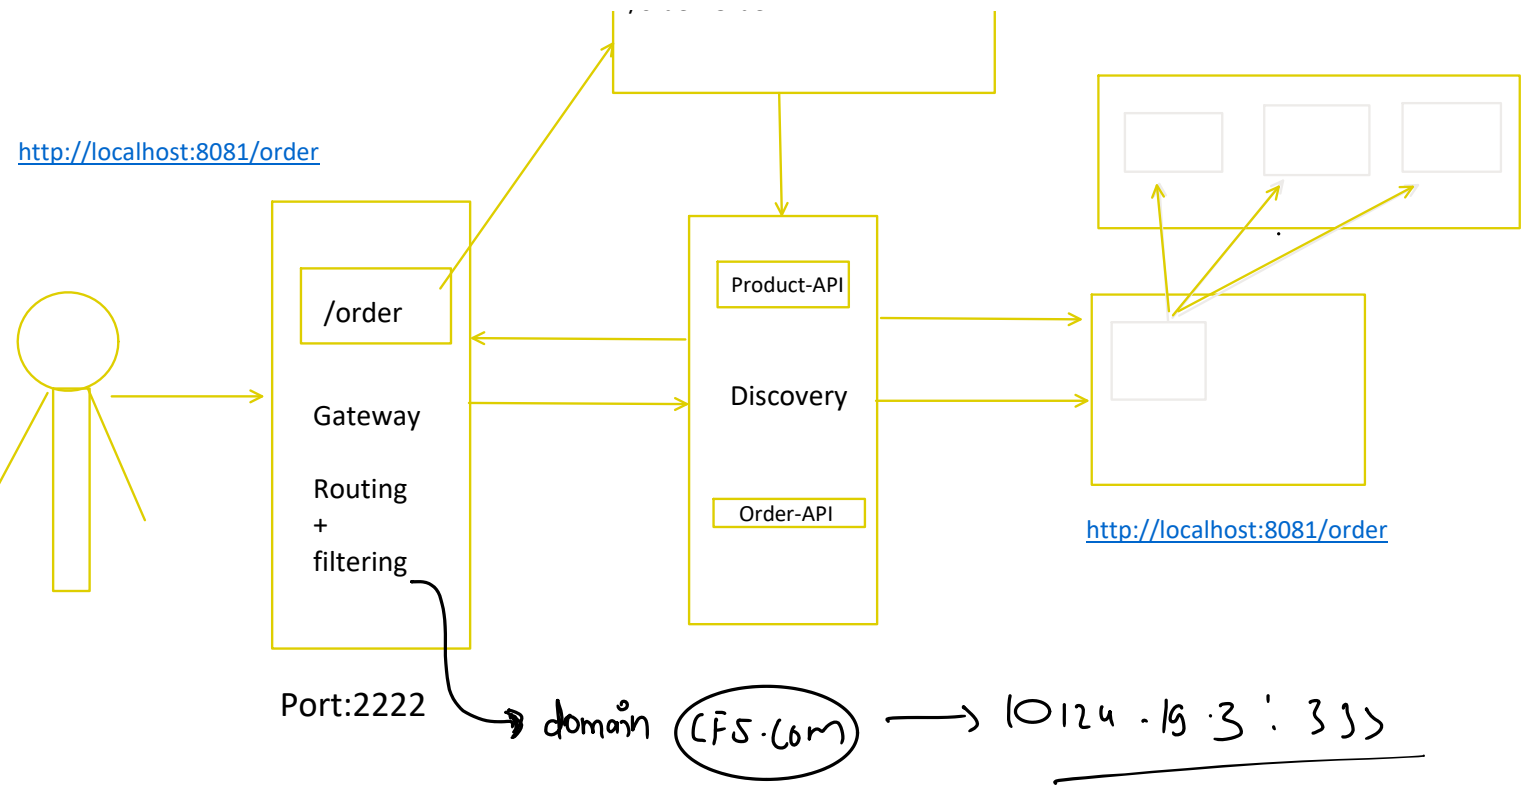 http://localhost:8081/order
/order
Gateway
Routing
+
filtering
Port:2222
Product-API
Discovery
Order-API
http://localhost:8081/order
domain CFS.com